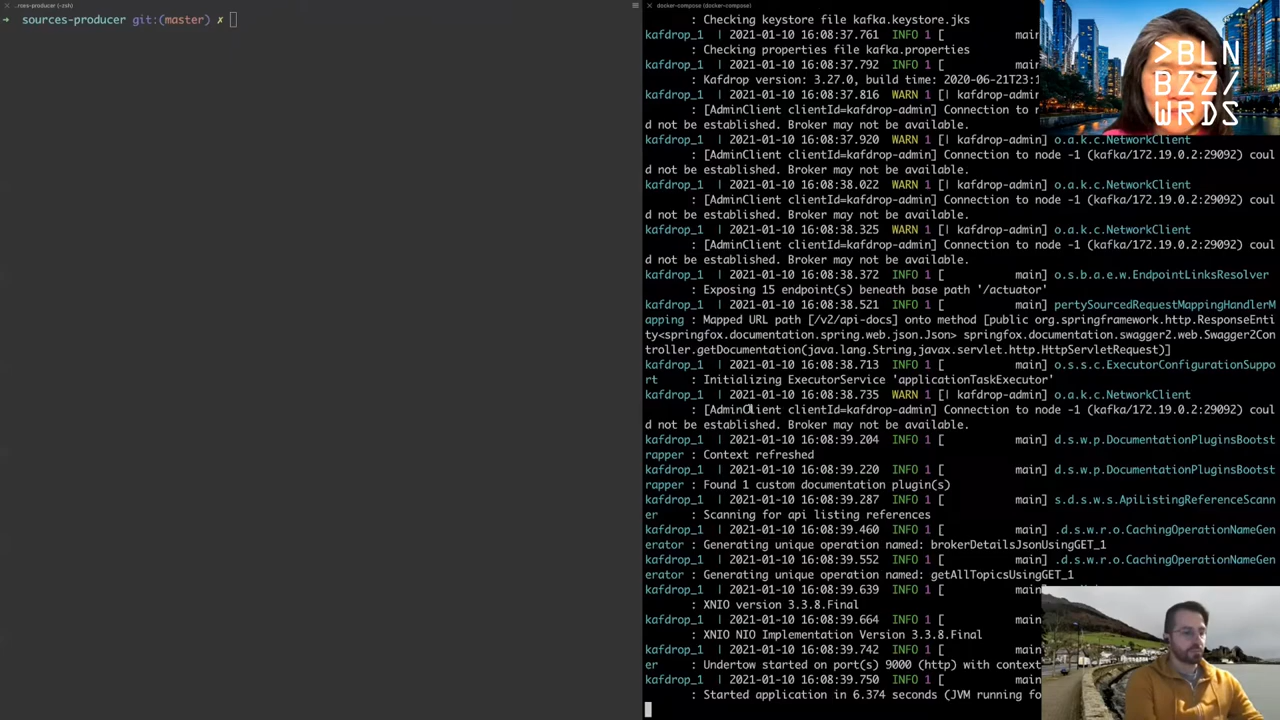 ..rces-producer (-zsh)
→ sources-producer git:(master) ✗
docker-compose (docker-compose)
: Checking keystore file kafka.keystore.jks
kafdrop_1 | 2021-01-10 16:08:37.761 INFO 1 [ main]
: Checking properties file kafka.properties
kafdrop_1 | 2021-01-10 16:08:37.792 INFO 1 [ main]
: Kafdrop version: 3.27.0, build time: 2020-06-21T23:1
kafdrop_1 | 2021-01-10 16:08:37.816 WARN 1 [| kafdrop-admin]
: [AdminClient clientId=kafdrop-admin] Connection to n
d not be established. Broker may not be available.
kafdrop_1 | 2021-01-10 16:08:37.920 WARN 1 [| kafdrop-admin] o.a.k.c.NetworkClient
: [AdminClient clientId=kafdrop-admin] Connection to node -1 (kafka/172.19.0.2:29092) coul
d not be established. Broker may not be available.
kafdrop_1 | 2021-01-10 16:08:38.022 WARN 1 [| kafdrop-admin] o.a.k.c.NetworkClient
: [AdminClient clientId=kafdrop-admin] Connection to node -1 (kafka/172.19.0.2:29092) coul
d not be established. Broker may not be available.
kafdrop_1 | 2021-01-10 16:08:38.325 WARN 1 [| kafdrop-admin] o.a.k.c.NetworkClient
: [AdminClient clientId=kafdrop-admin] Connection to node -1 (kafka/172.19.0.2:29092) coul
d not be established. Broker may not be available.
kafdrop_1 | 2021-01-10 16:08:38.372 INFO 1 [ main] o.s.b.a.e.w.EndpointLinksResolver
: Exposing 15 endpoint(s) beneath base path '/actuator'
kafdrop_1 | 2021-01-10 16:08:38.521 INFO 1 [ main] pertySourcedRequestMappingHandlerM
apping : Mapped URL path [/v2/api-docs] onto method [public org.springframework.http.ResponseEnti
ty<springfox.documentation.spring.web.json.Json> springfox.documentation.swagger2.web.Swagger2Con
troller.getDocumentation(java.lang.String,javax.servlet.http.HttpServletRequest)]
kafdrop_1 | 2021-01-10 16:08:38.713 INFO 1 [ main] o.s.s.c.ExecutorConfigurationSuppo
rt : Initializing ExecutorService 'applicationTaskExecutor'
kafdrop_1 | 2021-01-10 16:08:38.735 WARN 1 [| kafdrop-admin] o.a.k.c.NetworkClient
: [AdminClient clientId=kafdrop-admin] Connection to node -1 (kafka/172.19.0.2:29092) coul
d not be established. Broker may not be available.
kafdrop_1 | 2021-01-10 16:08:39.204 INFO 1 [ main] d.s.w.p.DocumentationPluginsBootst
rapper : Context refreshed
kafdrop_1 | 2021-01-10 16:08:39.220 INFO 1 [ main] d.s.w.p.DocumentationPluginsBootst
rapper : Found 1 custom documentation plugin(s)
kafdrop_1 | 2021-01-10 16:08:39.287 INFO 1 [ main] s.d.s.w.s.ApiListingReferenceScann
er : Scanning for api listing references
kafdrop_1 | 2021-01-10 16:08:39.460 INFO 1 [ main] .d.s.w.r.o.CachingOperationNameGen
erator : Generating unique operation named: brokerDetailsJsonUsingGET_1
kafdrop_1 | 2021-01-10 16:08:39.552 INFO 1 [ main] .d.s.w.r.o.CachingOperationNameGen
erator : Generating unique operation named: getAllTopicsUsingGET_1
kafdrop_1 | 2021-01-10 16:08:39.639 INFO 1 [
: XNIO version 3.3.8.Final
kafdrop_1 | 2021-01-10 16:08:39.664 INFO 1 [ main]
: XNIO NIO Implementation Version 3.3.8.Final
kafdrop_1 | 2021-01-10 16:08:39.742 INFO 1 [ main]
er : Undertow started on port(s) 9000 (http) with context
kafdrop_1 | 2021-01-10 16:08:39.750 INFO 1 [ main]
: Started application in 6.374 seconds (JVM running fo
>BLN
BZZ/
WRDS